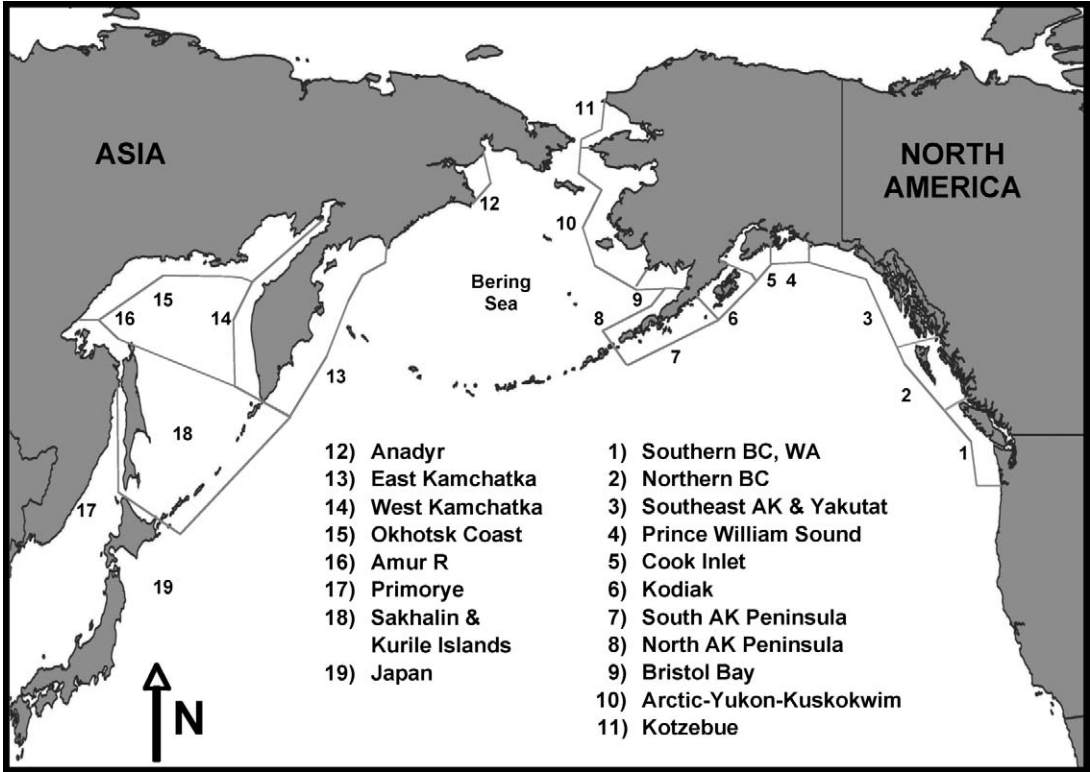 ASIA
NORTH
AMERICA
Bering
Sea
11
12
10
15
14
16
9
8
5 4
6
7
3
13
2
18
1
17
19
12) Anadyr
13) East Kamchatka
14) West Kamchatka
15) Okhotsk Coast
16) Amur R
17) Primorye
18) Sakhalin &
Kurile Islands
19) Japan
1) Southern BC, WA
2) Northern BC
3) Southeast AK & Yakutat
4) Prince William Sound
5) Cook Inlet
6) Kodiak
7) South AK Peninsula
8) North AK Peninsula
9) Bristol Bay
10) Arctic-Yukon-Kuskokwim
11) Kotzebue
N